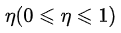 η(0 ⩽ η ⩽ 1)